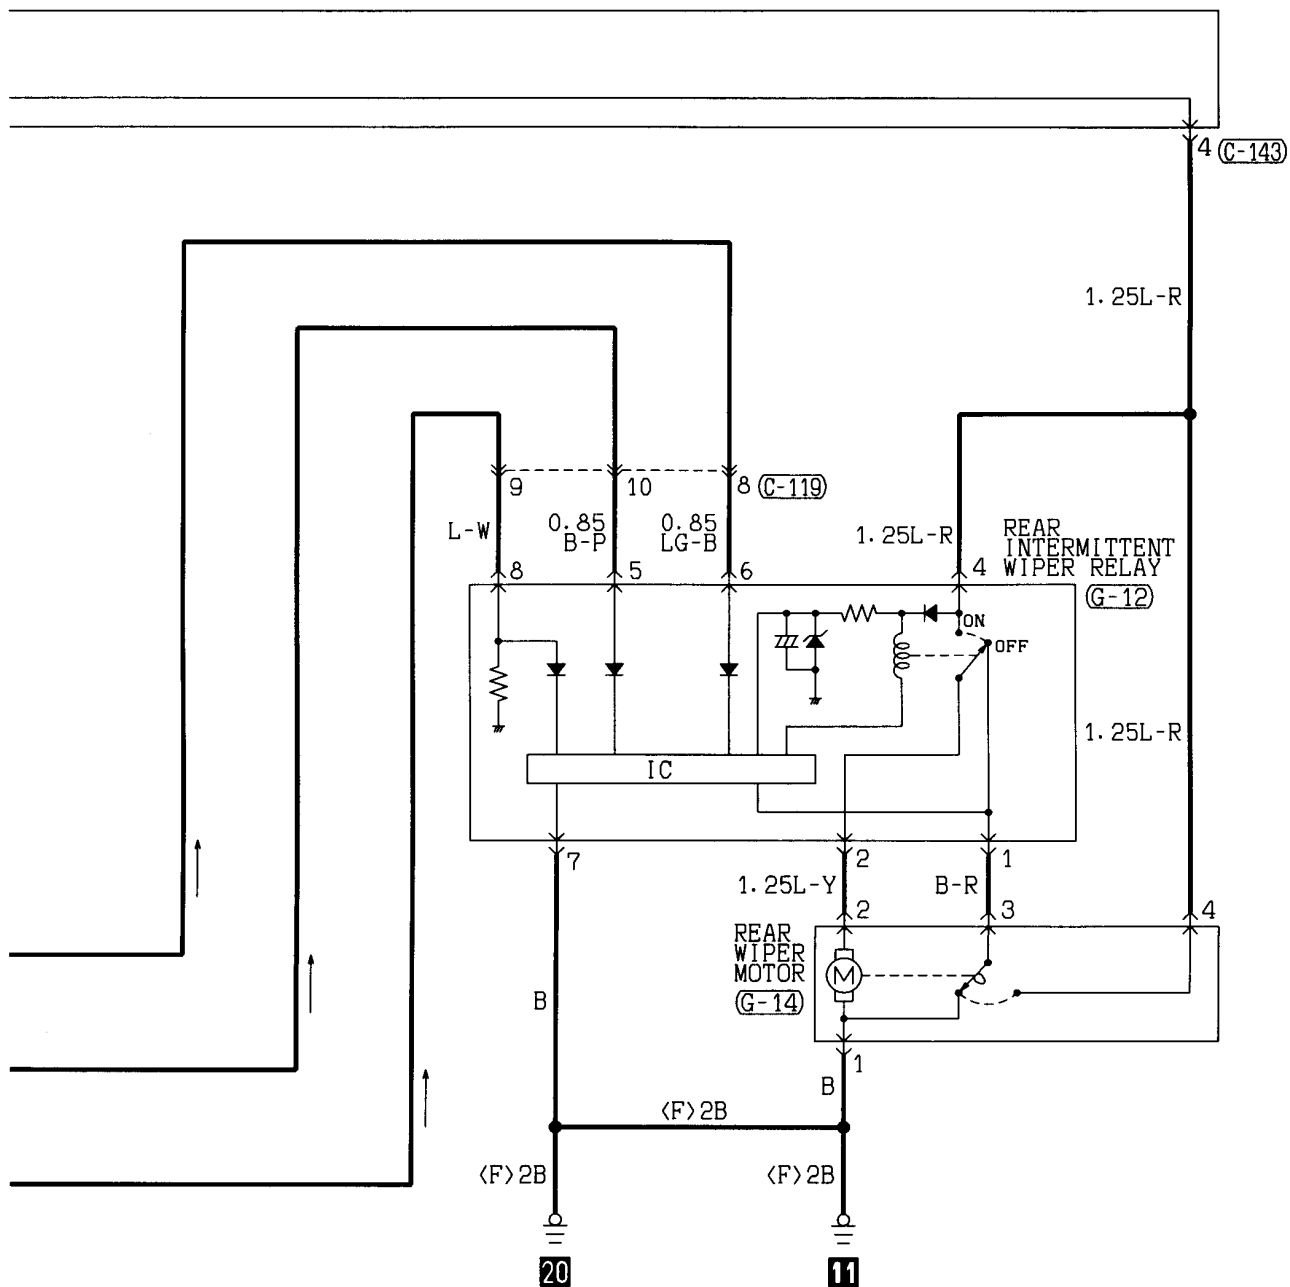 4 (C-143)
1.25L-R
9
10
8 (C-119)
L-W
0.85
B-P
0.85
LG-B
1.25L-R
REAR
INTERMITTENT
WIPER RELAY
(G-12)
8
5
6
4
ON
OFF
1.25L-R
IC
7
2
1
1.25L-Y
B-R
2
3
4
REAR
WIPER
MOTOR
(G-14)
M
B
1
B
<F>2B
<F>2B
<F>2B
20
11